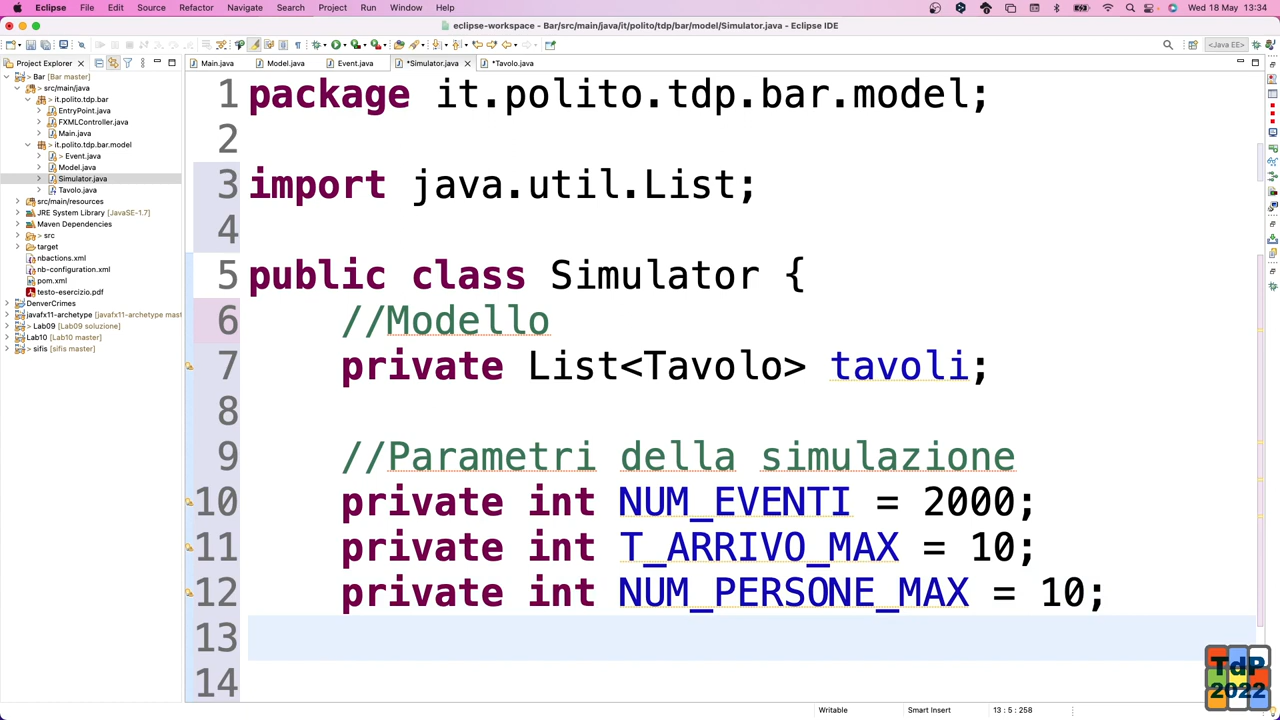 Eclipse File Edit Source Refactor Navigate Search Project Run Window Help Wed 18 May 13:34
eclipse-workspace - Bar/src/main/java/it/polito/tdp/bar/model/Simulator.java - Eclipse IDE
<Java EE>
Project Explorer
Main.java Model.java Event.java *Simulator.java *Tavolo.java
> Bar [Bar master]
> src/main/java
it.polito.tdp.bar
EntryPoint.java
FXMLController.java
Main.java
> it.polito.tdp.bar.model
> Event.java
Model.java
Simulator.java
Tavolo.java
src/main/resources
JRE System Library [JavaSE-1.7]
Maven Dependencies
> src
target
nbactions.xml
nb-configuration.xml
pom.xml
testo-esercizio.pdf
DenverCrimes
javafx11-archetype [javafx11-archetype mast
> Lab09 [Lab09 soluzione]
Lab10 [Lab10 master]
> sifis [sifis master]
1 package it.polito.tdp.bar.model;
2
3 import java.util.List;
4
5 public class Simulator {
6 //Modello
7 private List<Tavolo> tavoli;
8
9 //Parametri della simulazione
10 private int NUM_EVENTI = 2000;
11 private int T_ARRIVO_MAX = 10;
12 private int NUM_PERSONE_MAX = 10;
13
14
TdP
2022
Writable Smart Insert 13 : 5 : 258